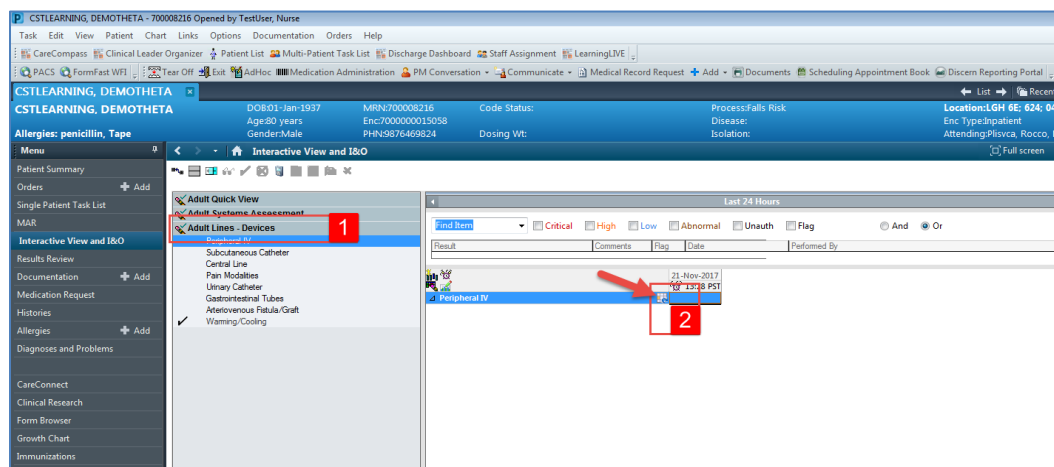 CSTLEARNING, DEMOTHETA - 700008216 Opened by TestUser, Nurse
Task Edit View Patient Chart Links Options Documentation Orders Help
CareCompass Clinical Leader Organizer Patient List Multi-Patient Task List Discharge Dashboard Staff Assignment LearningLIVE
PACS FormFast WFI Tear Off Exit AdHoc Medication Administration PM Conversation Communicate Medical Record Request Add Documents Scheduling Appointment Book Discern Reporting Portal
CSTLEARNING, DEMOTHETA List Recen
CSTLEARNING, DEMOTHETA DOB:01-Jan-1937 MRN:700008216 Code Status: Process:Falls Risk Location:LGH 6E; 624; 04
Age:80 years Enc:7000000015058 Disease: Enc Type:Inpatient
Allergies: penicillin, Tape Gender:Male PHN:9876469824 Dosing Wt: Isolation: Attending:Plisvca, Rocco,
Menu Interactive View and I&O Full screen
Patient Summary
Orders Add
Single Patient Task List
MAR
Interactive View and I&O
Results Review
Documentation Add
Medication Request
Histories
Allergies Add
Diagnoses and Problems
CareConnect
Clinical Research
Form Browser
Growth Chart
Immunizations
Adult Quick View
Adult Systems Assessment
Adult Lines - Devices
1
Peripheral IV
Subcutaneous Catheter
Central Line
Pain Modalities
Urinary Catheter
Gastrointestinal Tubes
Arteriovenous Fistula/Graft
Warming/Cooling
Last 24 Hours
Find Item Critical High Low Abnormal Unauth Flag And Or
Result Comments Flag Date Performed By
21-Nov-2017
PST
Peripheral IV
2